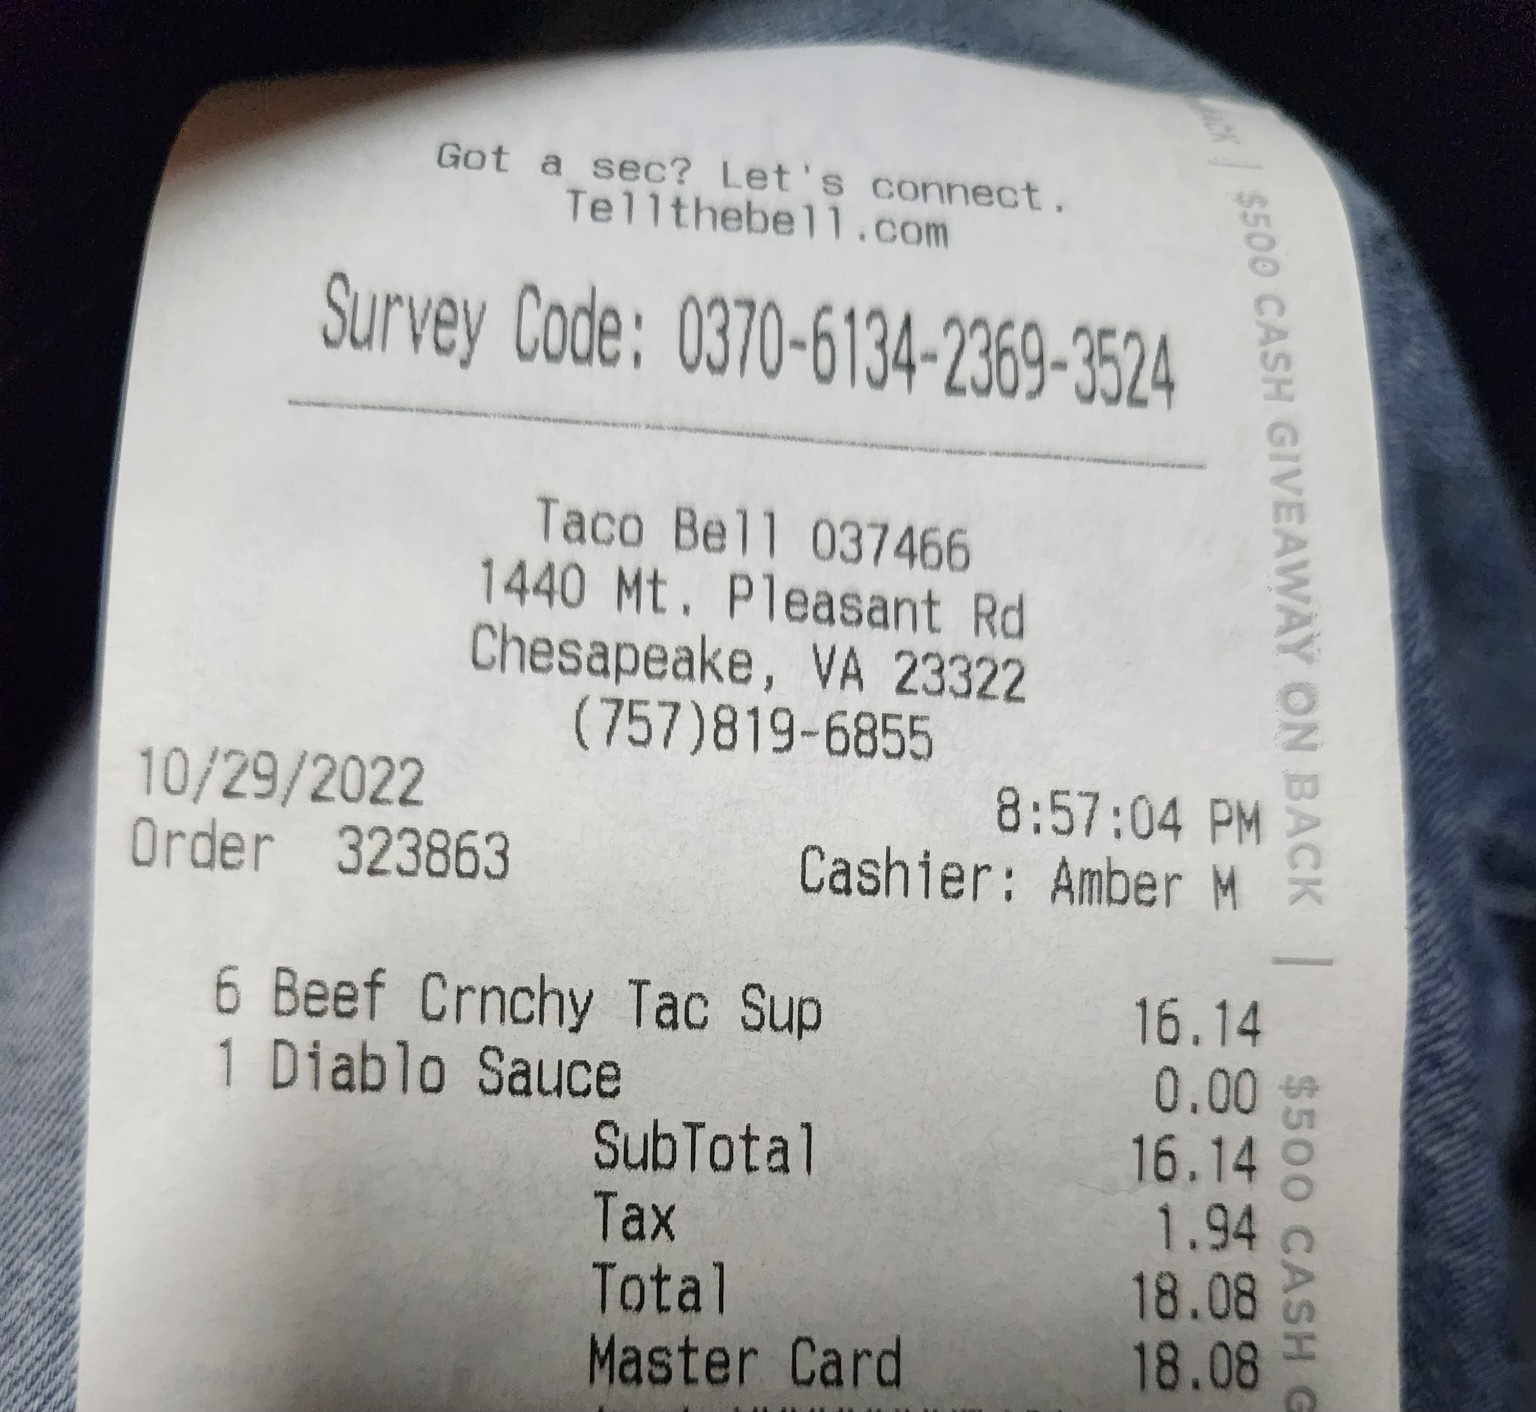 Got a sec? Let's connect.
Tellthebell.com
Survey Code: 0370-6134-2369-3524
Taco Bell 037466
1440 Mt. Pleasant Rd
Chesapeake, VA 23322
(757)819-6855
10/29/2022 8:57:04 PM
Order 323863 Cashier: Amber M
6 Beef Crnchy Tac Sup 16.14
1 Diablo Sauce 0.00
SubTotal 16.14
Tax 1.94
Total 18.08
Master Card 18.08
| $500 CASH GIVEAWAY ON BACK | $500 CASH G